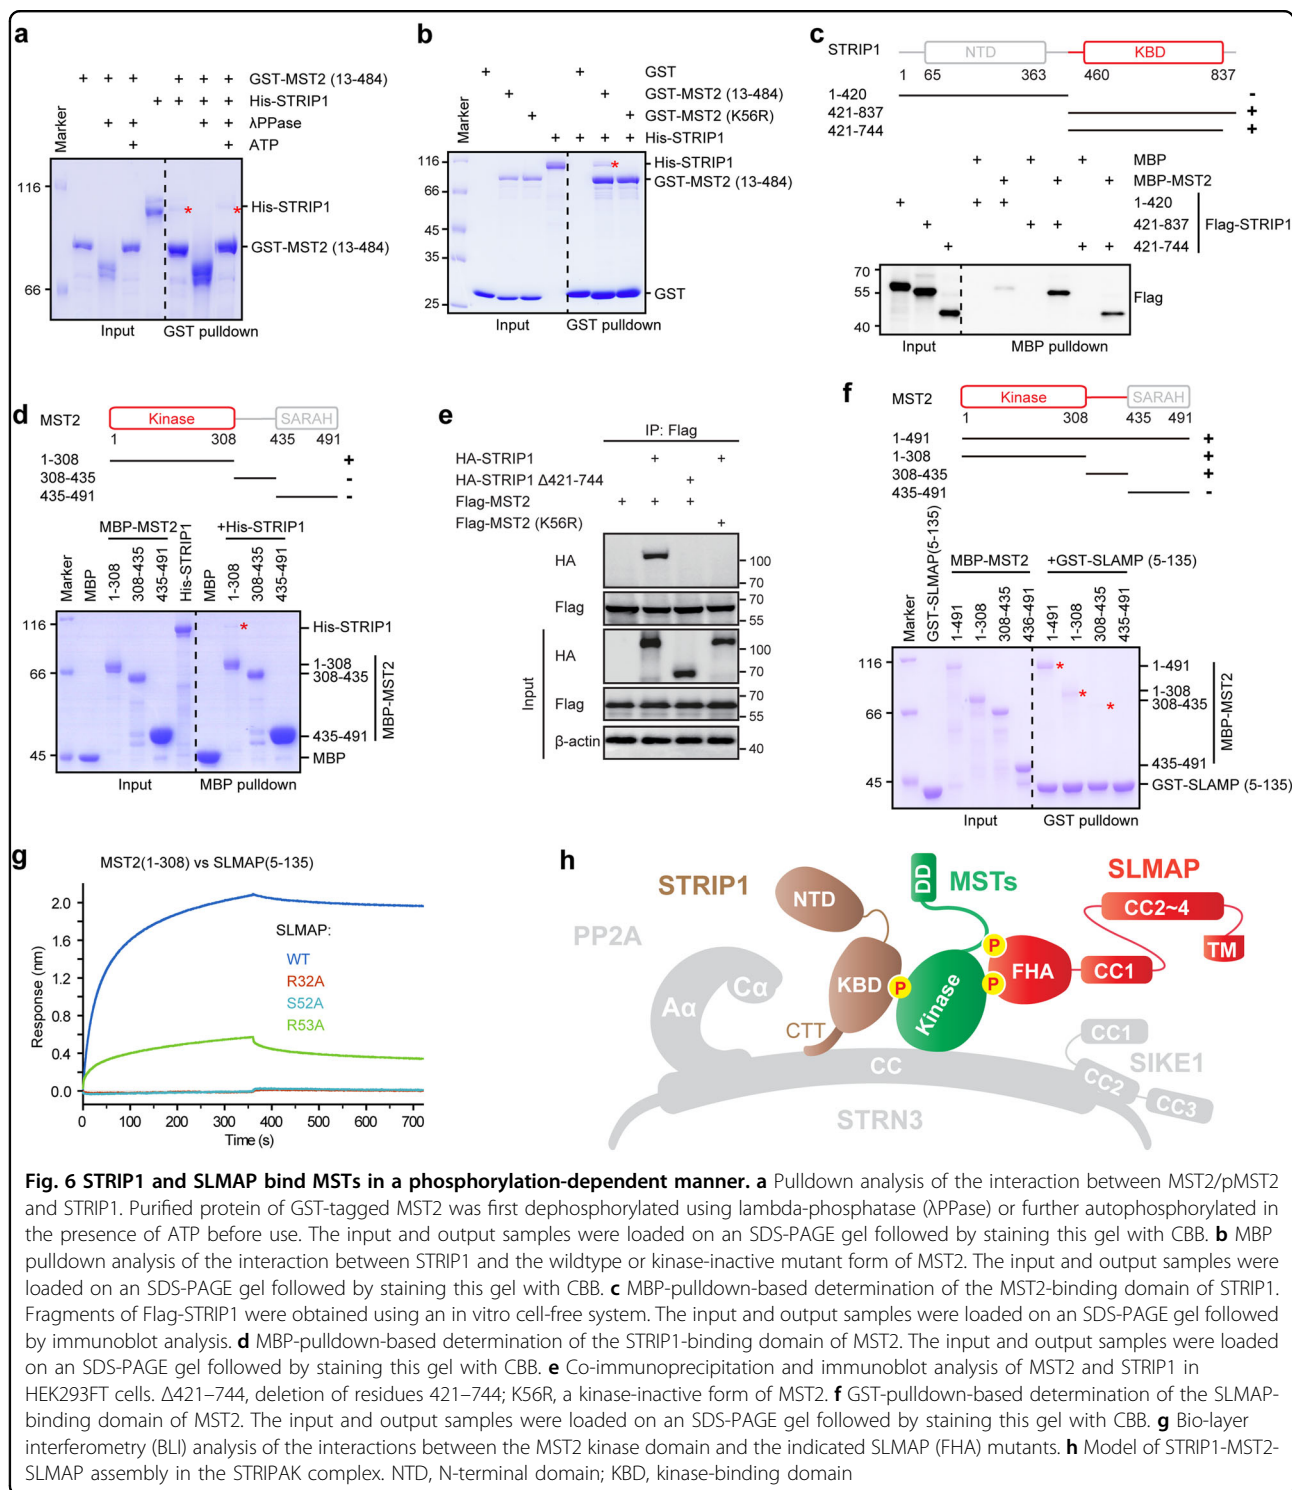 a
GST-MST2 (13-484)
His-STRIP1
λPPase
ATP
Marker
116
66
His-STRIP1
GST-MST2 (13-484)
Input
GST pulldown
b
GST
GST-MST2 (13-484)
GST-MST2 (K56R)
His-STRIP1
Marker
116
66
45
35
25
His-STRIP1
GST-MST2 (13-484)
GST
Input
GST pulldown
c
STRIP1
NTD
KBD
1 65 363 460 837
1-420 -
421-837 +
421-744 +
MBP
MBP-MST2
1-420
421-837
421-744
Flag-STRIP1
70
55
40
Flag
Input
MBP pulldown
d
MST2
Kinase
SARAH
1 308 435 491
1-308 +
308-435 -
435-491 -
MBP-MST2
+His-STRIP1
Marker
MBP
1-308
308-435
435-491
His-STRIP1
MBP
1-308
308-435
435-491
116
66
45
His-STRIP1
1-308
308-435
435-491
MBP-MST2
MBP
Input
MBP pulldown
e
IP: Flag
HA-STRIP1
HA-STRIP1 Δ421-744
Flag-MST2
Flag-MST2 (K56R)
HA
100
70
Flag
70
55
Input
HA
100
70
Flag
70
55
β-actin
40
f
MST2
Kinase
SARAH
1 308 435 491
1-491 +
1-308 +
308-435 +
435-491 -
MBP-MST2
+GST-SLAMP (5-135)
Marker
GST-SLMAP(5-135)
1-491
1-308
308-435
436-491
1-491
1-308
308-435
435-491
116
66
45
1-491
1-308
308-435
435-491
MBP-MST2
GST-SLAMP (5-135)
Input
GST pulldown
g
MST2(1-308) vs SLMAP(5-135)
SLMAP:
WT
R32A
S52A
R53A
Response (nm)
2.0
1.6
1.2
0.8
0.4
0.0
0 100 200 300 400 500 600 700
Time (s)
h
STRIP1
NTD
DD
MSTs
SLMAP
CC2~4
TM
PP2A
Aα
Cα
KBD
P
Kinase
P
P
FHA
CC1
CTT
CC
STRN3
CC1
SIKE1
CC2
CC3
Fig. 6 STRIP1 and SLMAP bind MSTs in a phosphorylation-dependent manner. a Pulldown analysis of the interaction between MST2/pMST2
and STRIP1. Purified protein of GST-tagged MST2 was first dephosphorylated using lambda-phosphatase (λPPase) or further autophosphorylated in
the presence of ATP before use. The input and output samples were loaded on an SDS-PAGE gel followed by staining this gel with CBB. b MBP
pulldown analysis of the interaction between STRIP1 and the wildtype or kinase-inactive mutant form of MST2. The input and output samples were
loaded on an SDS-PAGE gel followed by staining this gel with CBB. c MBP-pulldown-based determination of the MST2-binding domain of STRIP1.
Fragments of Flag-STRIP1 were obtained using an in vitro cell-free system. The input and output samples were loaded on an SDS-PAGE gel followed
by immunoblot analysis. d MBP-pulldown-based determination of the STRIP1-binding domain of MST2. The input and output samples were loaded
on an SDS-PAGE gel followed by staining this gel with CBB. e Co-immunoprecipitation and immunoblot analysis of MST2 and STRIP1 in
HEK293FT cells. Δ421–744, deletion of residues 421–744; K56R, a kinase-inactive form of MST2. f GST-pulldown-based determination of the SLMAP-
binding domain of MST2. The input and output samples were loaded on an SDS-PAGE gel followed by staining this gel with CBB. g Bio-layer
interferometry (BLI) analysis of the interactions between the MST2 kinase domain and the indicated SLMAP (FHA) mutants. h Model of STRIP1-MST2-
SLMAP assembly in the STRIPAK complex. NTD, N-terminal domain; KBD, kinase-binding domain